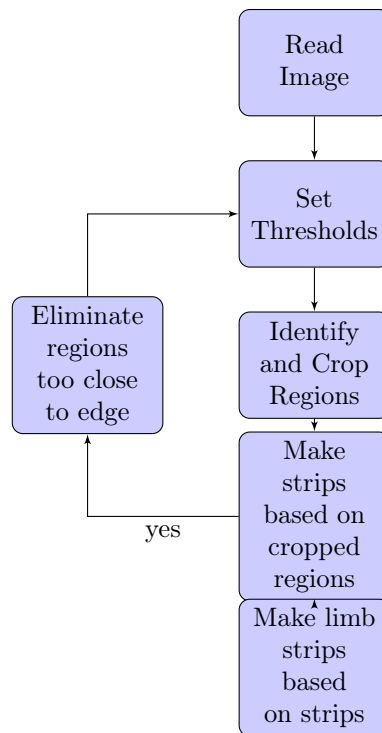 Read
Image
Set
Thresholds
Eliminate
regions
too close
to edge
Identify
and Crop
Regions
Make
strips
based on
cropped
regions
yes
Make limb
strips
based
on strips